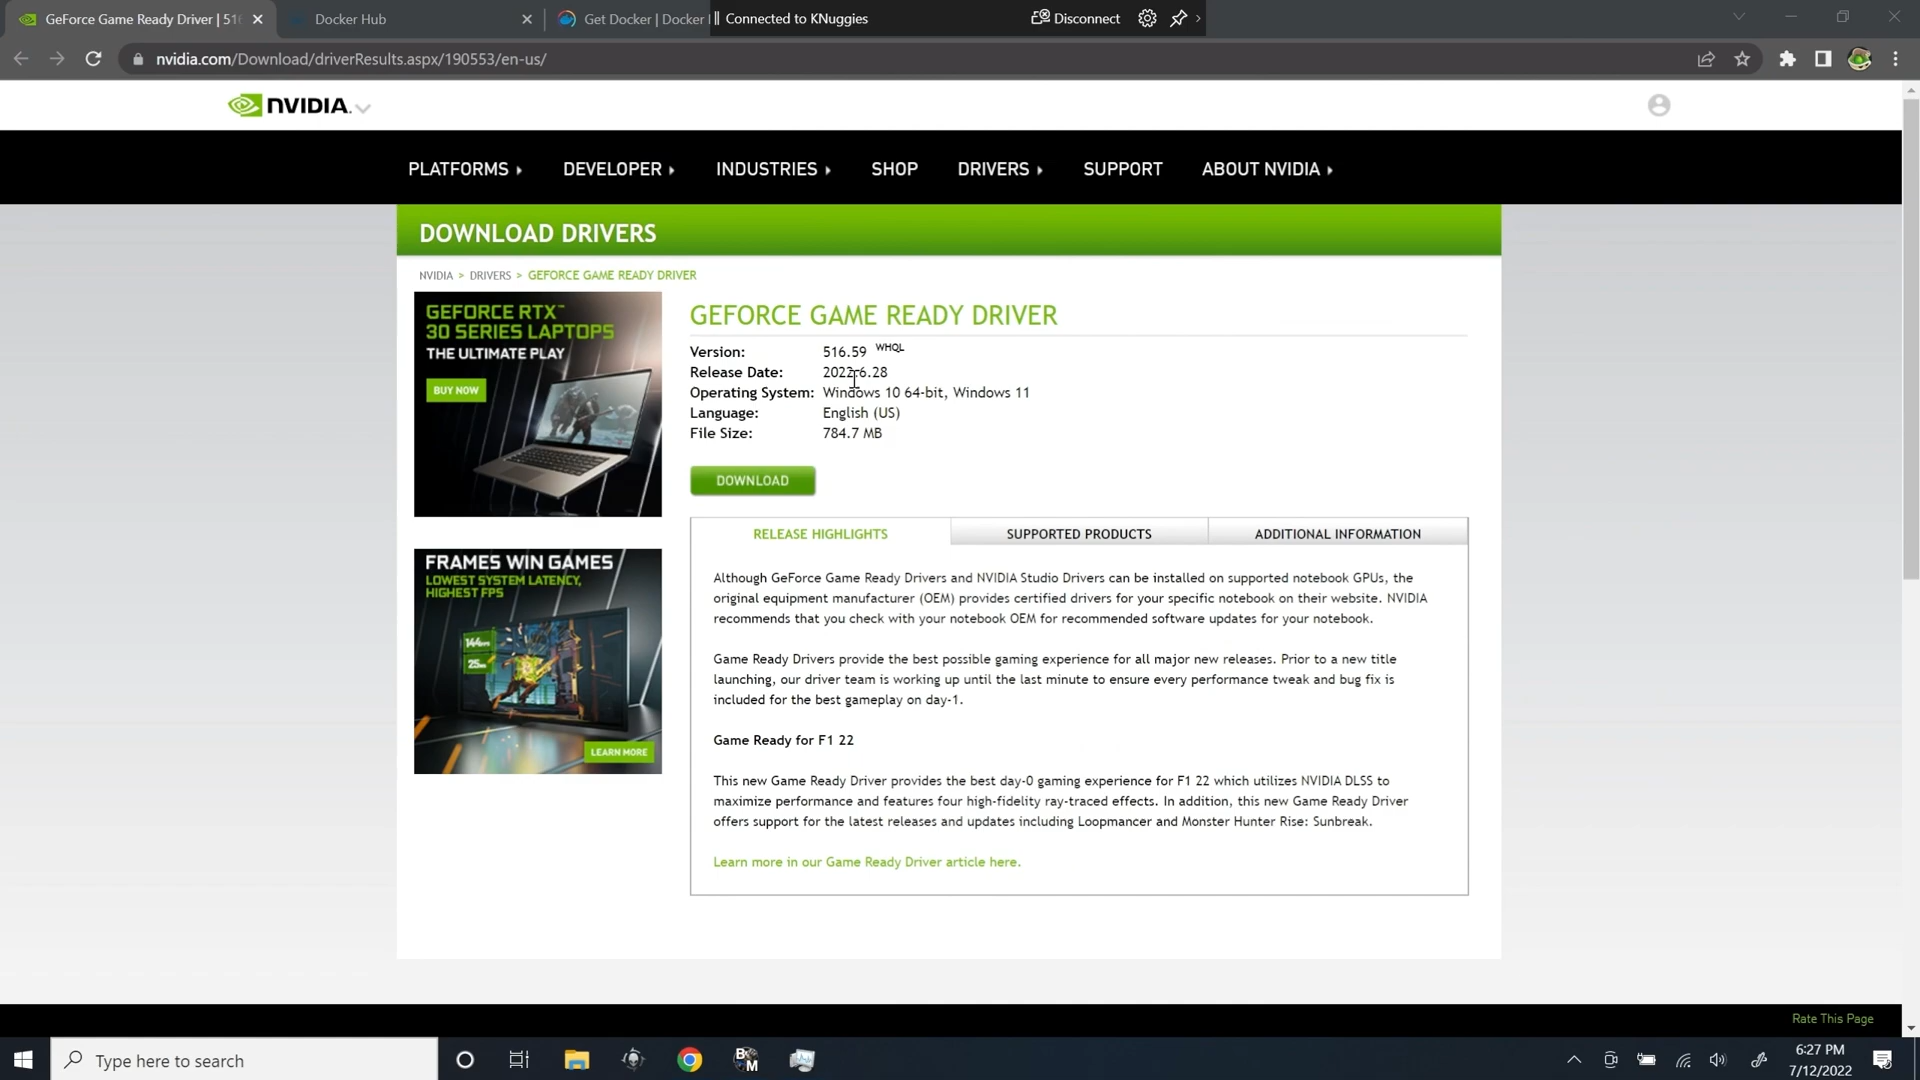 GeForce Game Ready Driver | 516
Docker Hub
Get Docker | Docker
Connected to KNuggies
Disconnect
nvidia.com/Download/driverResults.aspx/190553/en-us/
NVIDIA.
PLATFORMS
DEVELOPER
INDUSTRIES
SHOP
DRIVERS
SUPPORT
ABOUT NVIDIA
DOWNLOAD DRIVERS
NVIDIA > DRIVERS > GEFORCE GAME READY DRIVER
GEFORCE RTX™
30 SERIES LAPTOPS
THE ULTIMATE PLAY
BUY NOW
FRAMES WIN GAMES
LOWEST SYSTEM LATENCY,
HIGHEST FPS
LEARN MORE
GEFORCE GAME READY DRIVER
Version: 516.59 WHQL
Release Date: 2022.6.28
Operating System: Windows 10 64-bit, Windows 11
Language: English (US)
File Size: 784.7 MB
DOWNLOAD
RELEASE HIGHLIGHTS
SUPPORTED PRODUCTS
ADDITIONAL INFORMATION
Although GeForce Game Ready Drivers and NVIDIA Studio Drivers can be installed on supported notebook GPUs, the
original equipment manufacturer (OEM) provides certified drivers for your specific notebook on their website. NVIDIA
recommends that you check with your notebook OEM for recommended software updates for your notebook.
Game Ready Drivers provide the best possible gaming experience for all major new releases. Prior to a new title
launching, our driver team is working up until the last minute to ensure every performance tweak and bug fix is
included for the best gameplay on day-1.
Game Ready for F1 22
This new Game Ready Driver provides the best day-0 gaming experience for F1 22 which utilizes NVIDIA DLSS to
maximize performance and features four high-fidelity ray-traced effects. In addition, this new Game Ready Driver
offers support for the latest releases and updates including Loopmancer and Monster Hunter Rise: Sunbreak.
Learn more in our Game Ready Driver article here.
Rate This Page
Type here to search
6:27 PM
7/12/2022